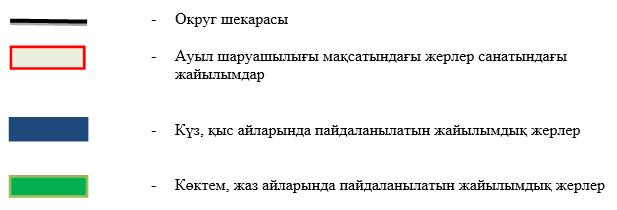 - Округ шекарасы
- Ауыл шаруашылығы мақсатындағы жерлер санатындағы
жайылымдар
- Күз, қыс айларында пайдаланылатын жайылымдық жерлер
- Көктем, жаз айларында пайдаланылатын жайылымдық жерлер